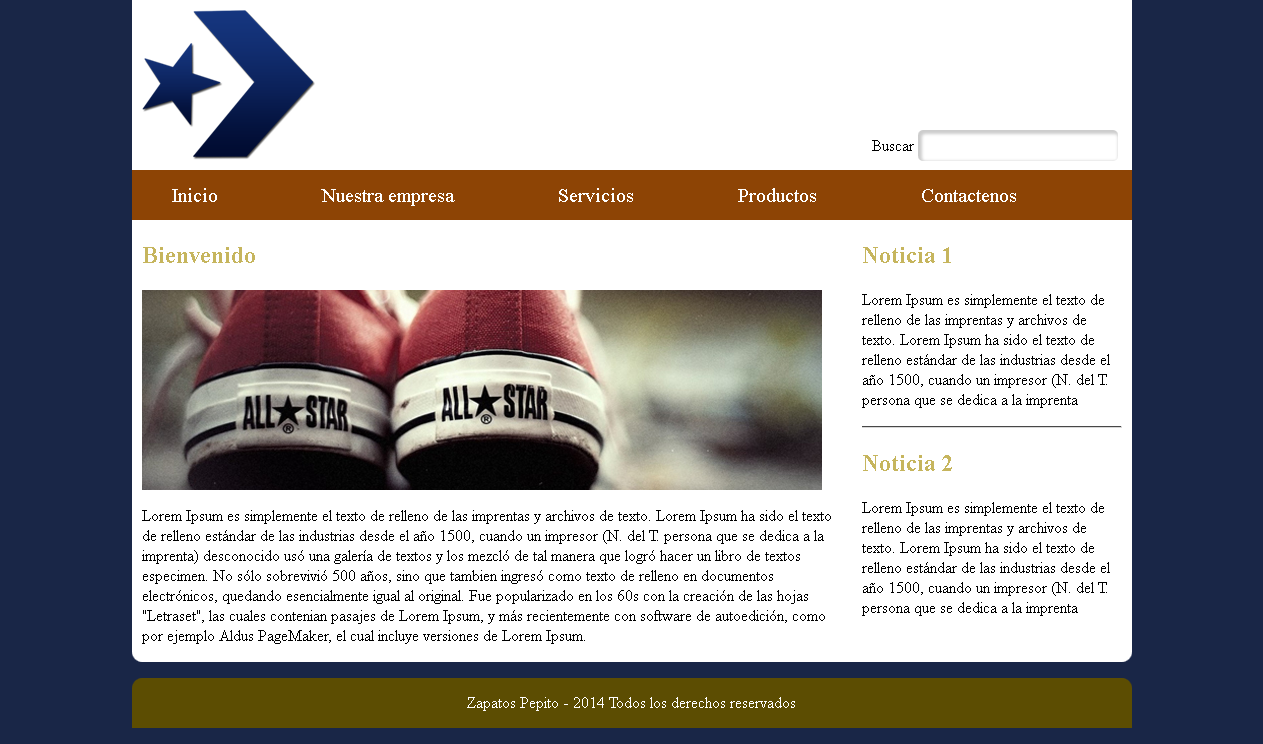 Buscar
Inicio Nuestra empresa Servicios Productos Contactenos
Bienvenido
ALL★STAR
®
ALL★STAR
®
Lorem Ipsum es simplemente el texto de relleno de las imprentas y archivos de texto. Lorem Ipsum ha sido el texto
de relleno estándar de las industrias desde el año 1500, cuando un impresor (N. del T. persona que se dedica a la
imprenta) desconocido usó una galería de textos y los mezcló de tal manera que logró hacer un libro de textos
especimen. No sólo sobrevivió 500 años, sino que tambien ingresó como texto de relleno en documentos
electrónicos, quedando esencialmente igual al original. Fue popularizado en los 60s con la creación de las hojas
"Letraset", las cuales contenian pasajes de Lorem Ipsum, y más recientemente con software de autoedición, como
por ejemplo Aldus PageMaker, el cual incluye versiones de Lorem Ipsum.
Noticia 1
Lorem Ipsum es simplemente el texto de
relleno de las imprentas y archivos de
texto. Lorem Ipsum ha sido el texto de
relleno estándar de las industrias desde el
año 1500, cuando un impresor (N. del T.
persona que se dedica a la imprenta
Noticia 2
Lorem Ipsum es simplemente el texto de
relleno de las imprentas y archivos de
texto. Lorem Ipsum ha sido el texto de
relleno estándar de las industrias desde el
año 1500, cuando un impresor (N. del T.
persona que se dedica a la imprenta
Zapatos Pepito - 2014 Todos los derechos reservados